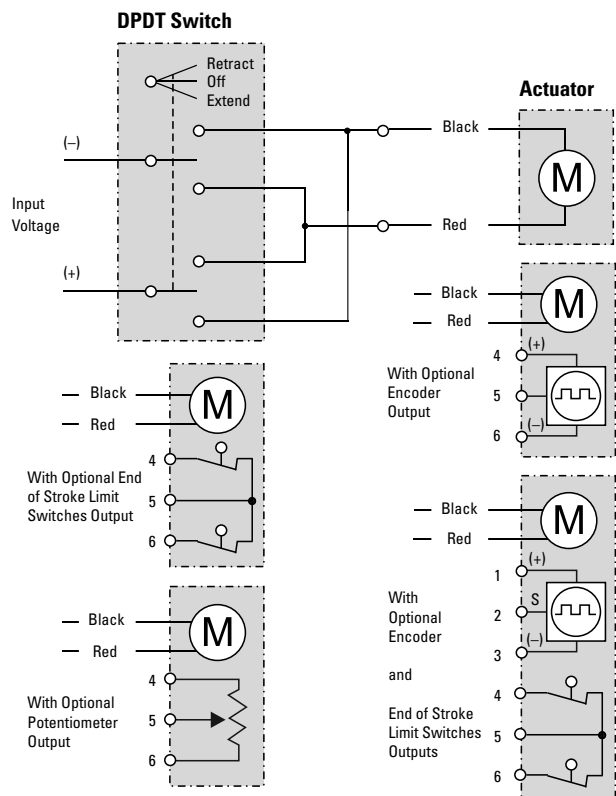 DPDT Switch
Retract
Off
Extend
(–)
Input
Voltage
(+)
Actuator
Black
M
Red
Black
Red
M
4
(+)
With Optional
Encoder
Output
5
6
(–)
Black
Red
M
With Optional End
of Stroke Limit
Switches Output
4
5
6
Black
Red
M
With Optional
Potentiometer
Output
4
5
6
Black
Red
M
1
(+)
With
Optional
Encoder
2
S
3
(–)
and
End of Stroke
Limit Switches
Outputs
4
5
6